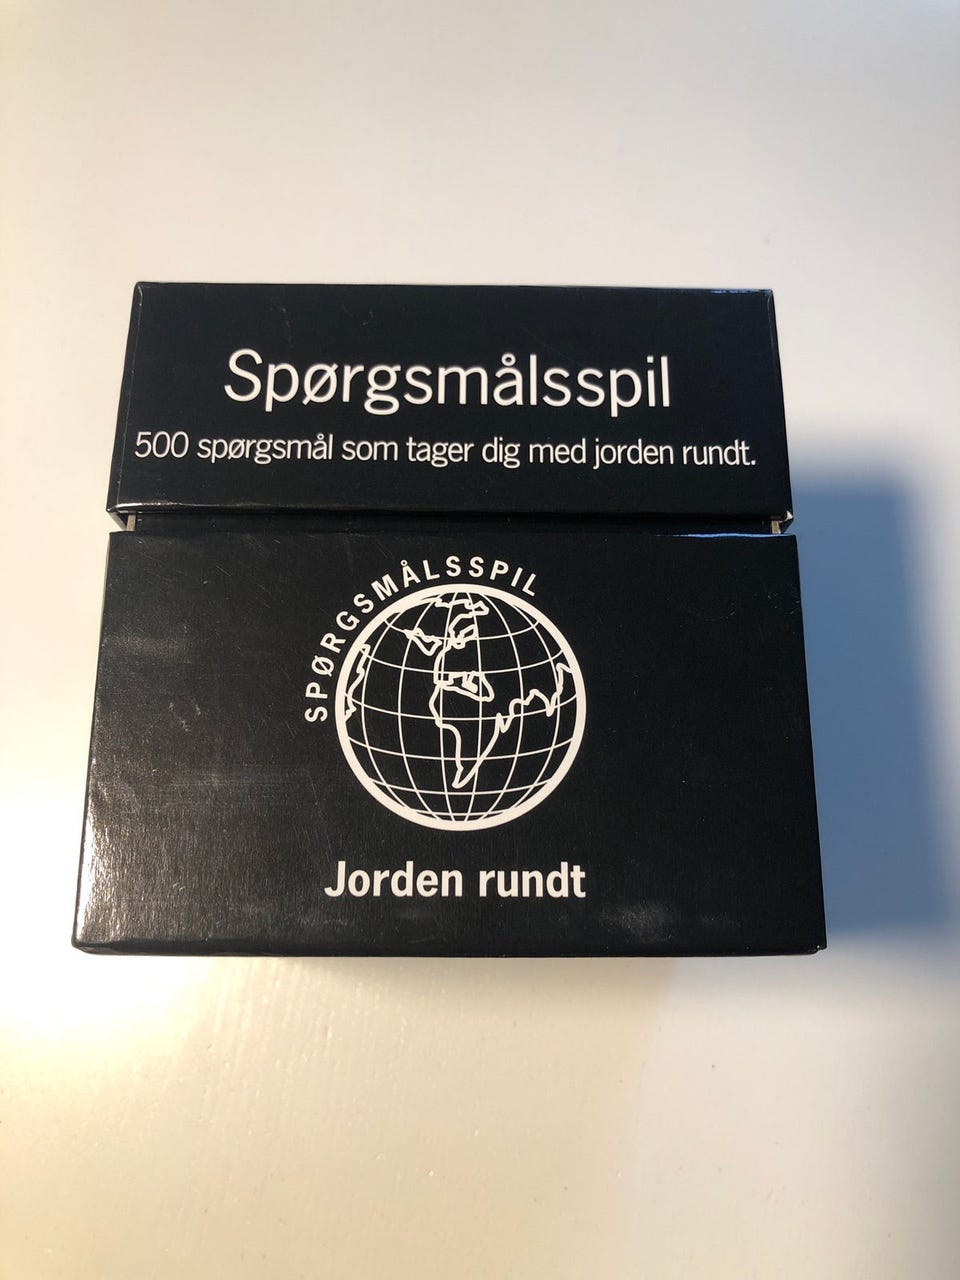 Spørgsmålsspil
500 spørgsmål som tager dig med jorden rundt.
SPØRGSMÅLSSPIL
Jorden rundt